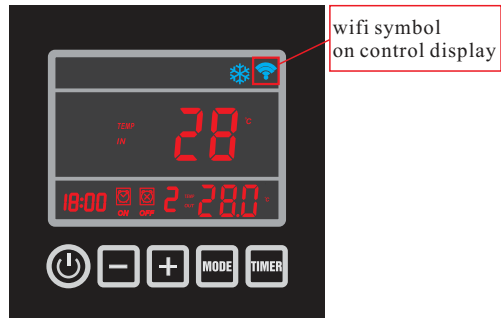 wifi symbol
on control display
TEMP
IN
28 °C
18:00 ON OFF 2 28.0
MODE TIMER